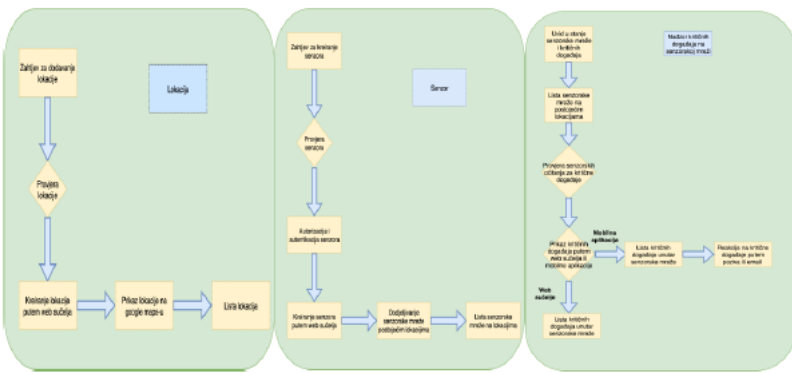 Zahtjev za dodavanje
lokacije
Lokacija
Provjera
lokacije
Kreiranje lokacija
putem web sučelja
Prikaz lokacije na
google maps-u
Lista lokacija
Zahtjev za kreiranje
senzora
Senzor
Provjera
senzora
Autorizacija i
autentikacija senzora
Kreiranje senzora
putem web sučelja
Dodjeljivanje
senzorske mreže
postojećim lokacijama
Lista senzorske
mreže na lokacijama
Uvid u stanje
senzorske mreže
i kritičnih
događaja
Nadzor kritičnih
događaja na
senzorskoj mreži
Lista senzorske
mreže na
postojećim
lokacijama
Provjera senzorskih
očitanja za kritične
događaje
Prikaz kritičnih
događaja putem
web sučelja ili
mobilne aplikacije
Mobilna
aplikacija
Lista kritičnih
događaja unutar
senzorske mreže
Reakcija na kritične
događaje putem
poziva ili email
Web
sučelje
Lista kritičnih
događaja unutar
senzorske mreže